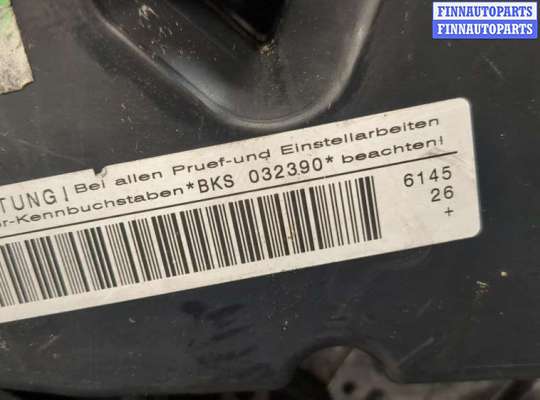 FINNAUTOPARTS
FINNAUTOPARTS
TUNG! Bei allen Pruef-und Einstellarbeiten
r-Kennbuchstaben*BKS 032390* beachten!
6145
26
+